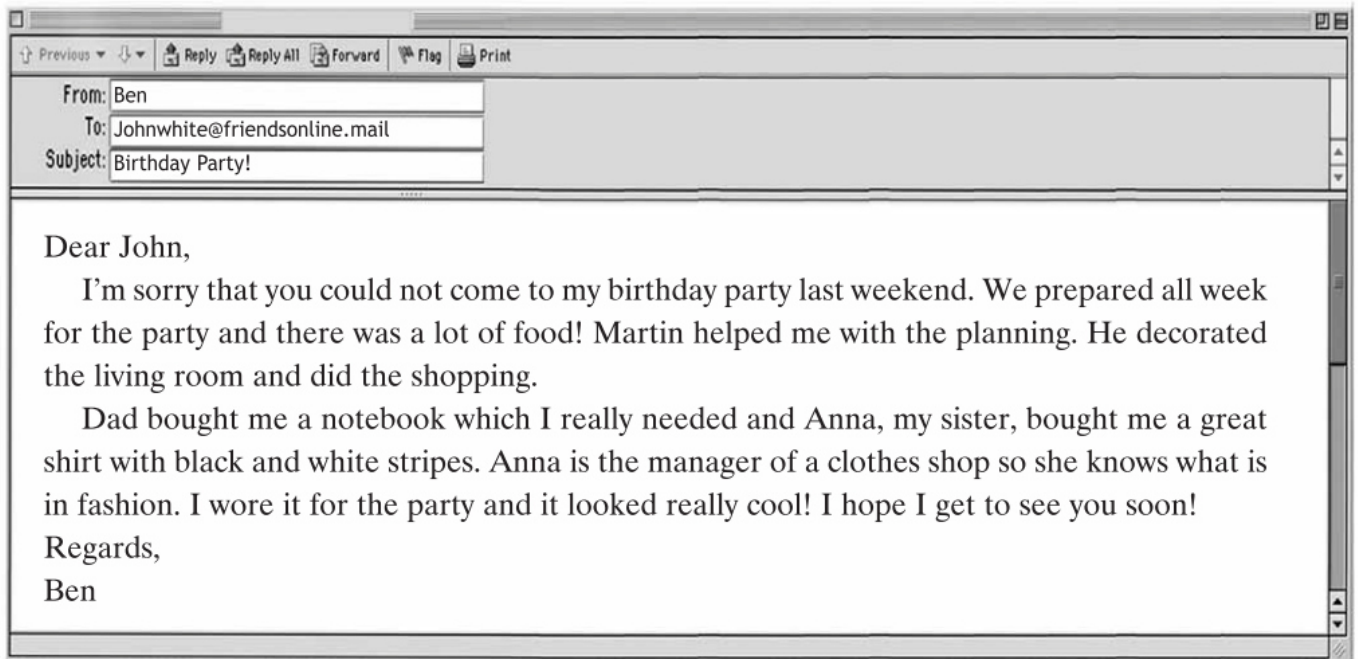 Previous Reply Reply All Forward Flag Print
From: Ben
To: Johnwhite@friendsonline.mail
Subject: Birthday Party!
Dear John,
I'm sorry that you could not come to my birthday party last weekend. We prepared all week
for the party and there was a lot of food! Martin helped me with the planning. He decorated
the living room and did the shopping.
Dad bought me a notebook which I really needed and Anna, my sister, bought me a great
shirt with black and white stripes. Anna is the manager of a clothes shop so she knows what is
in fashion. I wore it for the party and it looked really cool! I hope I get to see you soon!
Regards,
Ben